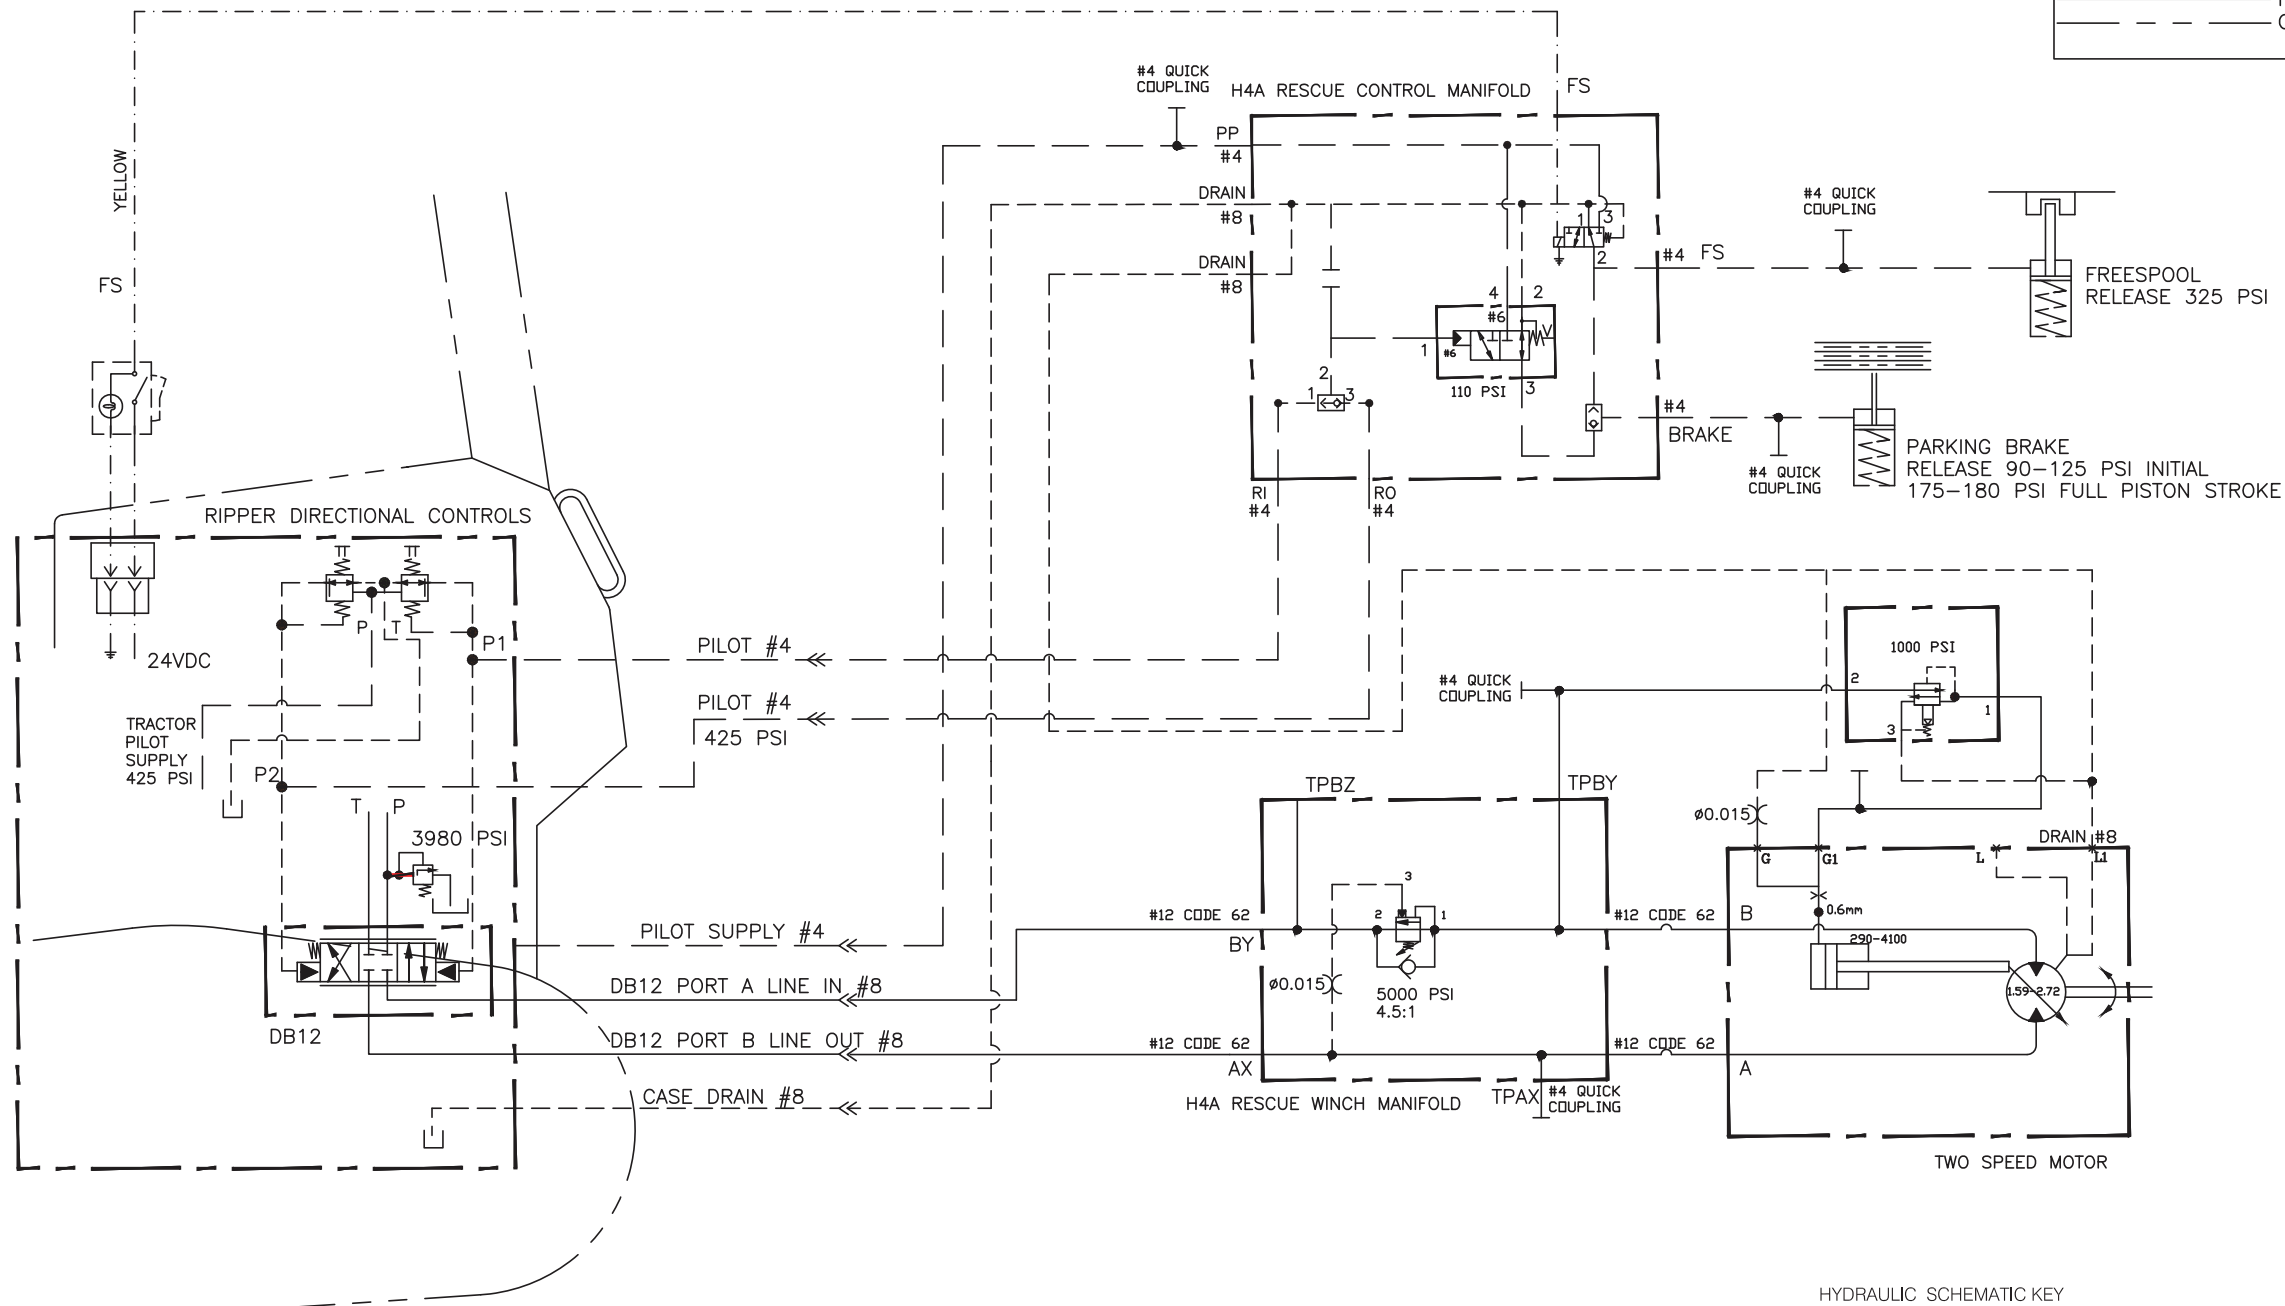 #4 QUICK
COUPLING
H4A RESCUE CONTROL MANIFOLD
FS
PP
#4
DRAIN
#8
DRAIN
#8
1
3
2
#4 FS
#4 QUICK
COUPLING
FREESPOOL
RELEASE 325 PSI
YELLOW
FS
4
2
#6
V
1
#6
110 PSI
3
2
1
3
#4
BRAKE
#4 QUICK
COUPLING
PARKING BRAKE
RELEASE 90-125 PSI INITIAL
175-180 PSI FULL PISTON STROKE
RI
#4
RO
#4
RIPPER DIRECTIONAL CONTROLS
P
T
P1
24VDC
PILOT #4
PILOT #4
425 PSI
TRACTOR
PILOT
SUPPLY
425 PSI
P2
T
P
3980 PSI
#4 QUICK
COUPLING
1000 PSI
2
1
3
TPBZ
TPBY
ø0.015
DRAIN #8
G
G1
L
L1
3
2
1
#12 CODE 62
BY
#12 CODE 62
B
0.6mm
290-4100
PILOT SUPPLY #4
DB12 PORT A LINE IN #8
ø0.015
5000 PSI
4.5:1
1.59-2.72
DB12
DB12 PORT B LINE OUT #8
#12 CODE 62
AX
#12 CODE 62
A
CASE DRAIN #8
H4A RESCUE WINCH MANIFOLD
TPAX
#4 QUICK
COUPLING
TWO SPEED MOTOR
HYDRAULIC SCHEMATIC KEY